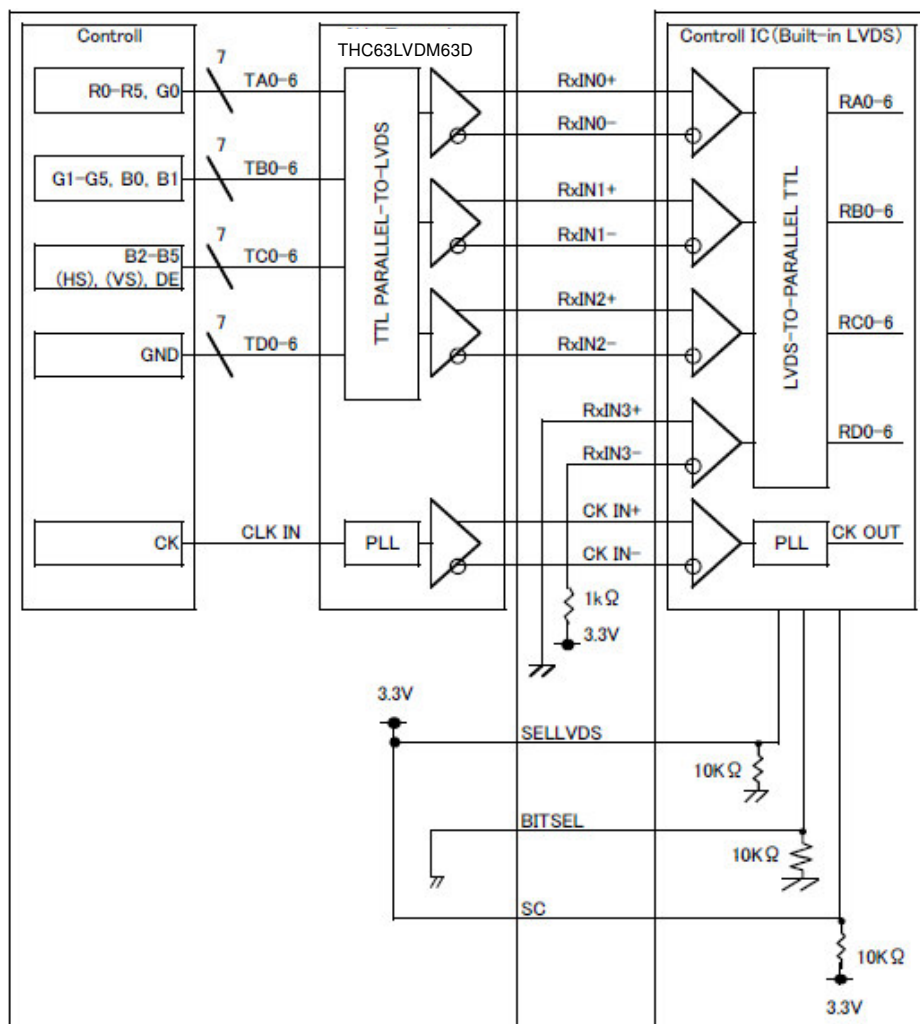 Controll
THC63LVDM63D
Controll IC(Built-in LVDS)
R0-R5, G0
7
TA0-6
RxIN0+
RxIN0-
RA0-6
G1-G5, B0, B1
7
TB0-6
RxIN1+
RxIN1-
RB0-6
B2-B5
(HS), (VS), DE
7
TC0-6
RxIN2+
RxIN2-
RC0-6
GND
7
TD0-6
RxIN3+
RxIN3-
RD0-6
TTL PARALLEL-TO-LVDS
LVDS-TO-PARALLEL TTL
CK
CLK IN
PLL
CK IN+
CK IN-
PLL
CK OUT
1kΩ
3.3V
3.3V
SELLVDS
10KΩ
BITSEL
10KΩ
SC
10KΩ
3.3V